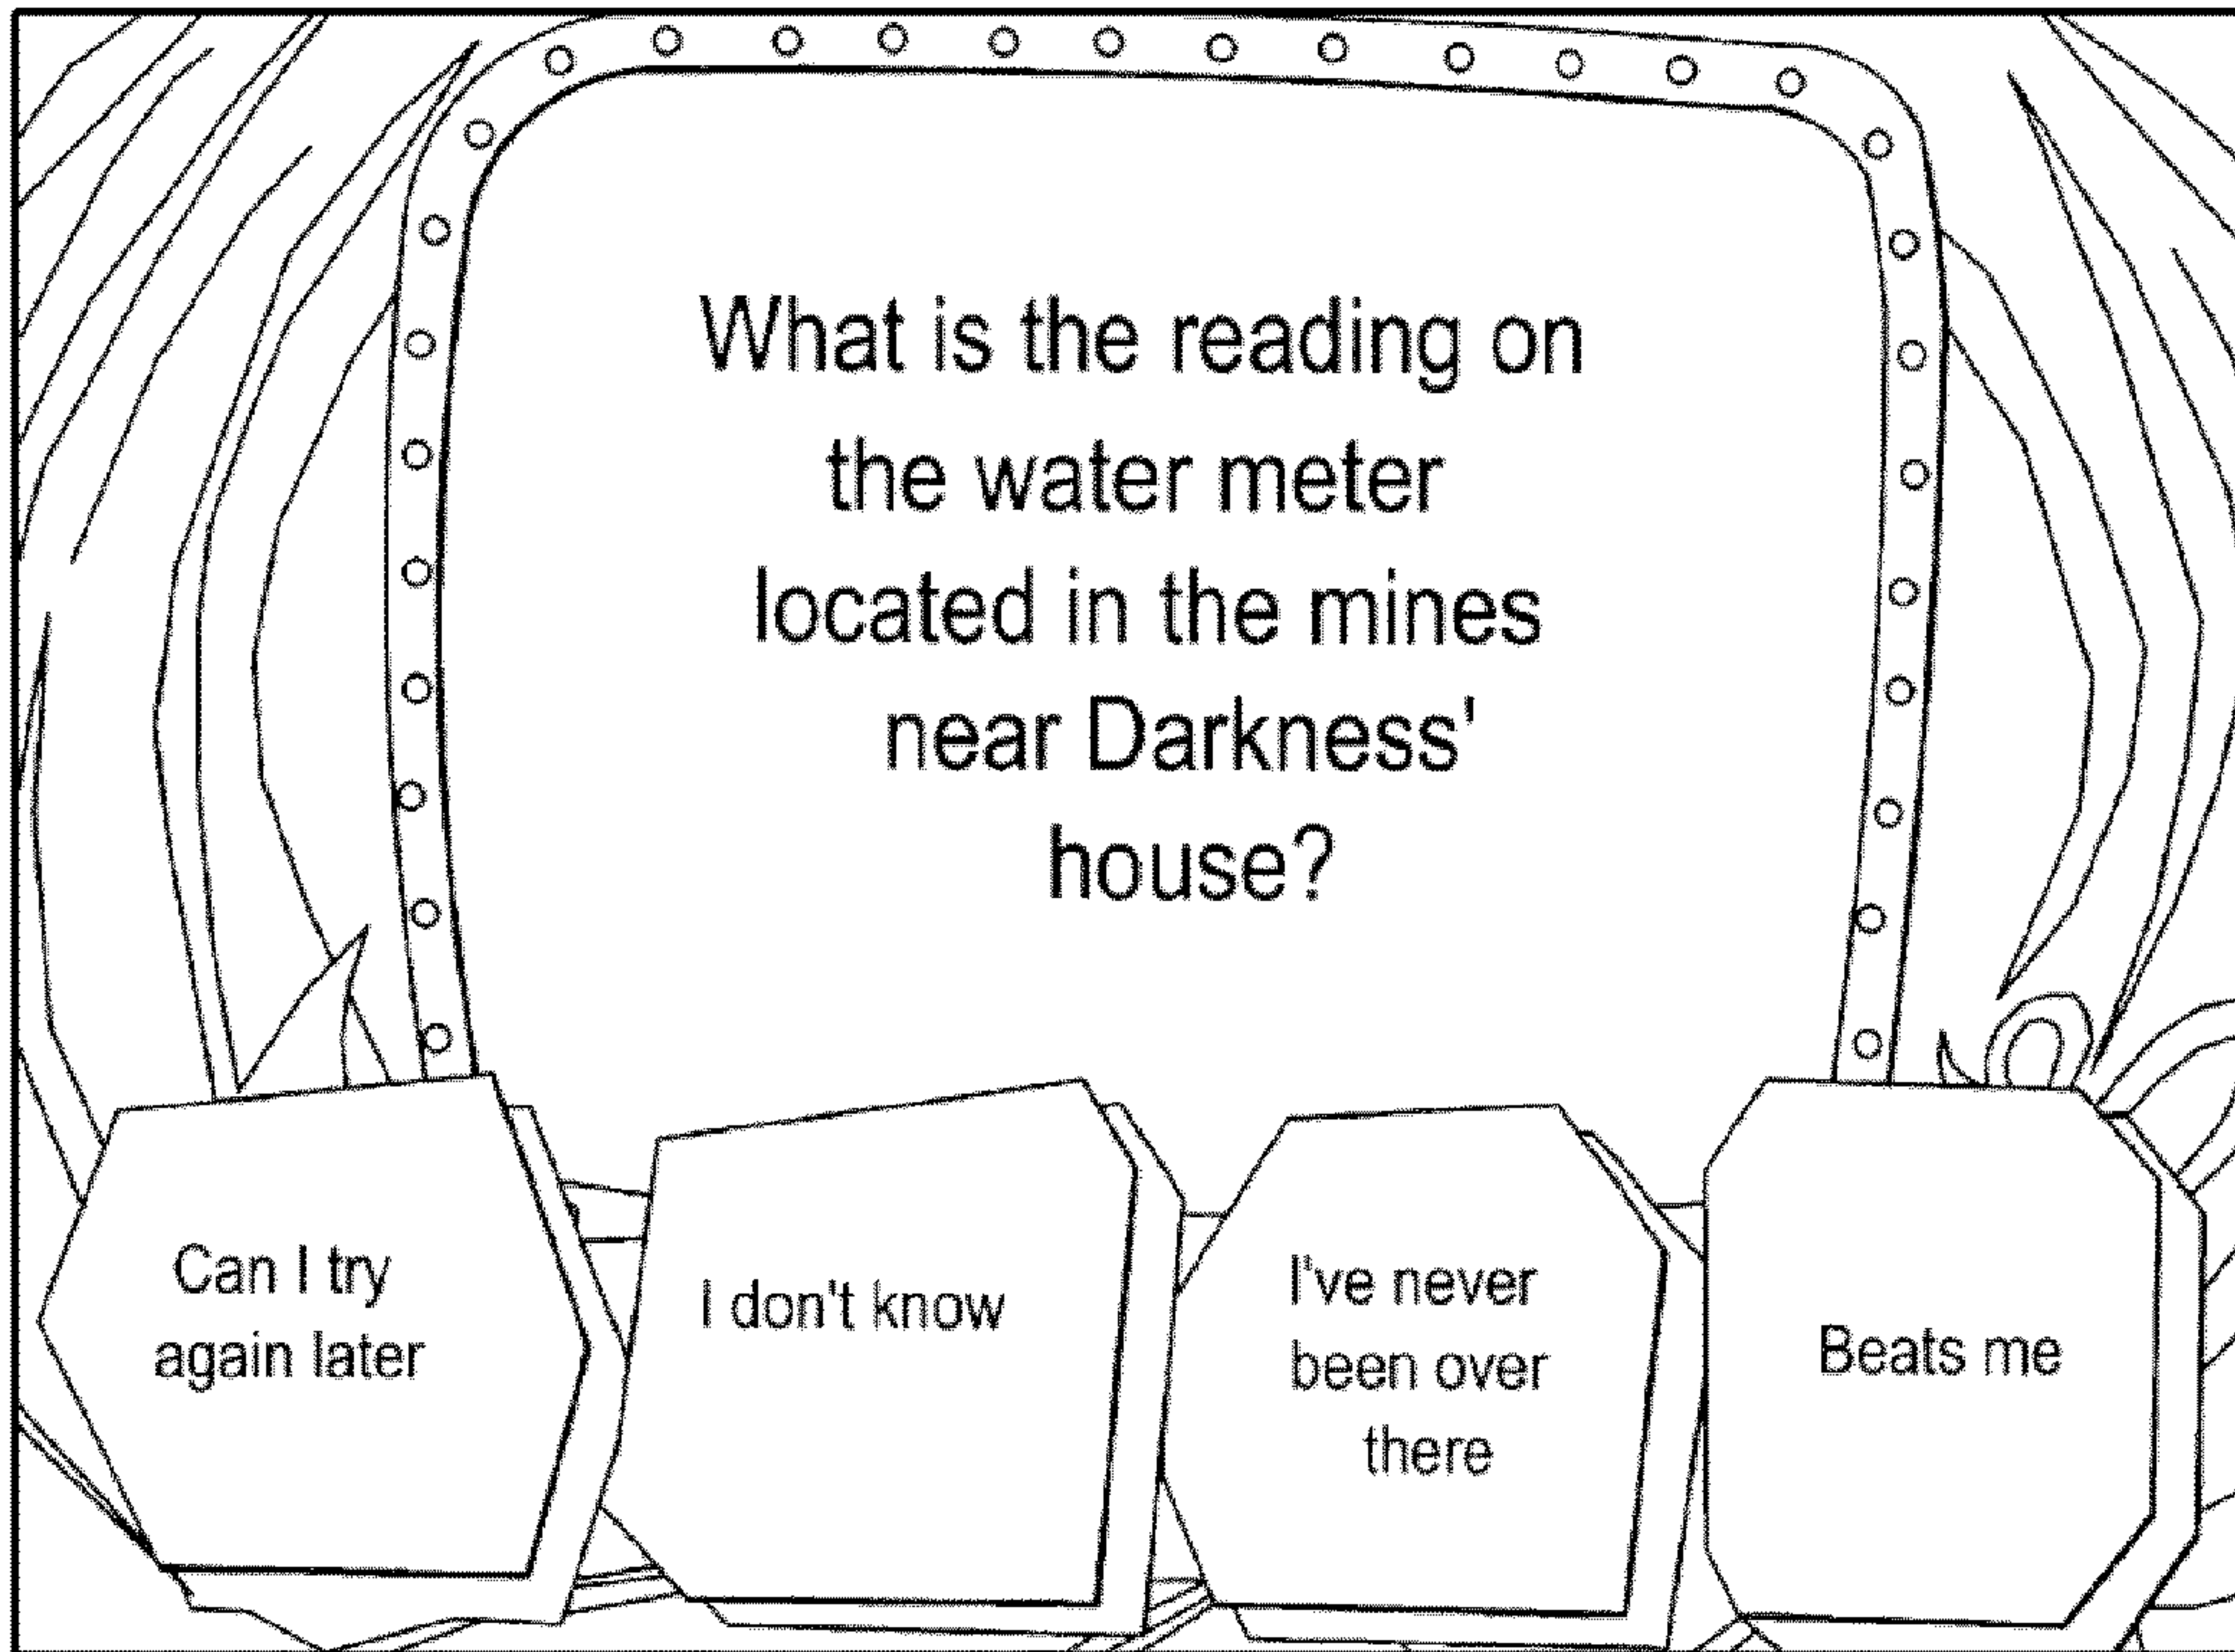 What is the reading on
the water meter
located in the mines
near Darkness'
house?
Can I try
again later
I don't know
I've never
been over
there
Beats me